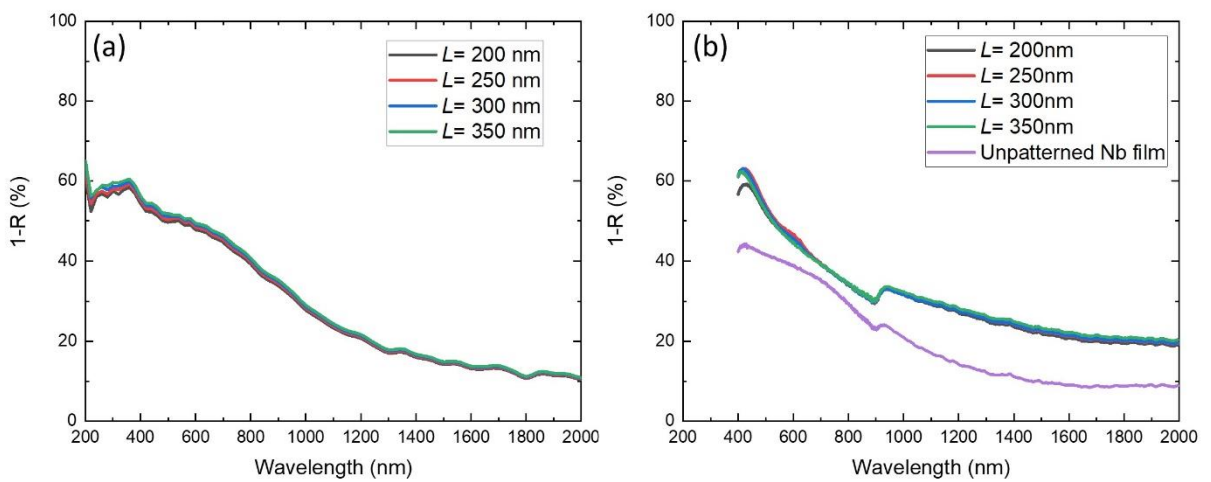 (a)
L= 200 nm
L= 250 nm
L= 300 nm
L= 350 nm
100
80
60
40
20
0
1-R (%)
200 400 600 800 1000 1200 1400 1600 1800 2000
Wavelength (nm)
(b)
L= 200nm
L= 250nm
L= 300nm
L= 350nm
Unpatterned Nb film
100
80
60
40
20
0
1-R (%)
200 400 600 800 1000 1200 1400 1600 1800 2000
Wavelength (nm)